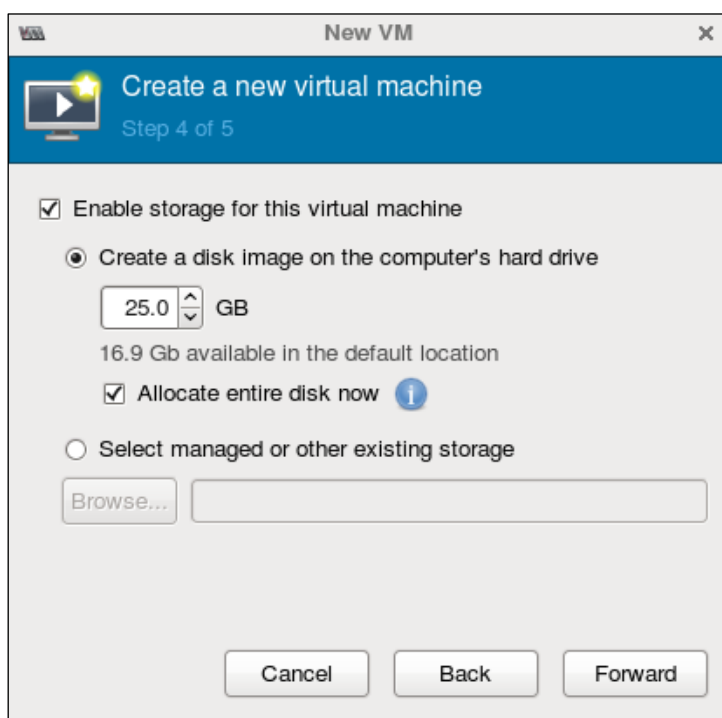 New VM
Create a new virtual machine
Step 4 of 5
Enable storage for this virtual machine
Create a disk image on the computer's hard drive
25.0 GB
16.9 Gb available in the default location
Allocate entire disk now
Select managed or other existing storage
Browse...
Cancel Back Forward